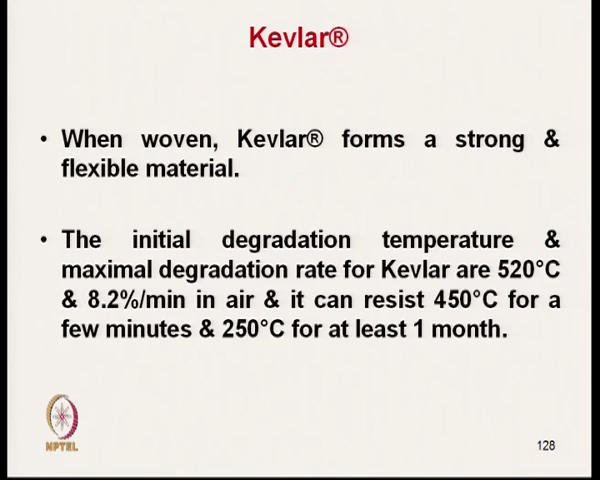 Kevlar®
• When woven, Kevlar® forms a strong &
flexible material.
• The initial degradation temperature &
maximal degradation rate for Kevlar are 520°C
& 8.2%/min in air & it can resist 450°C for a
few minutes & 250°C for at least 1 month.
NPTEL
128